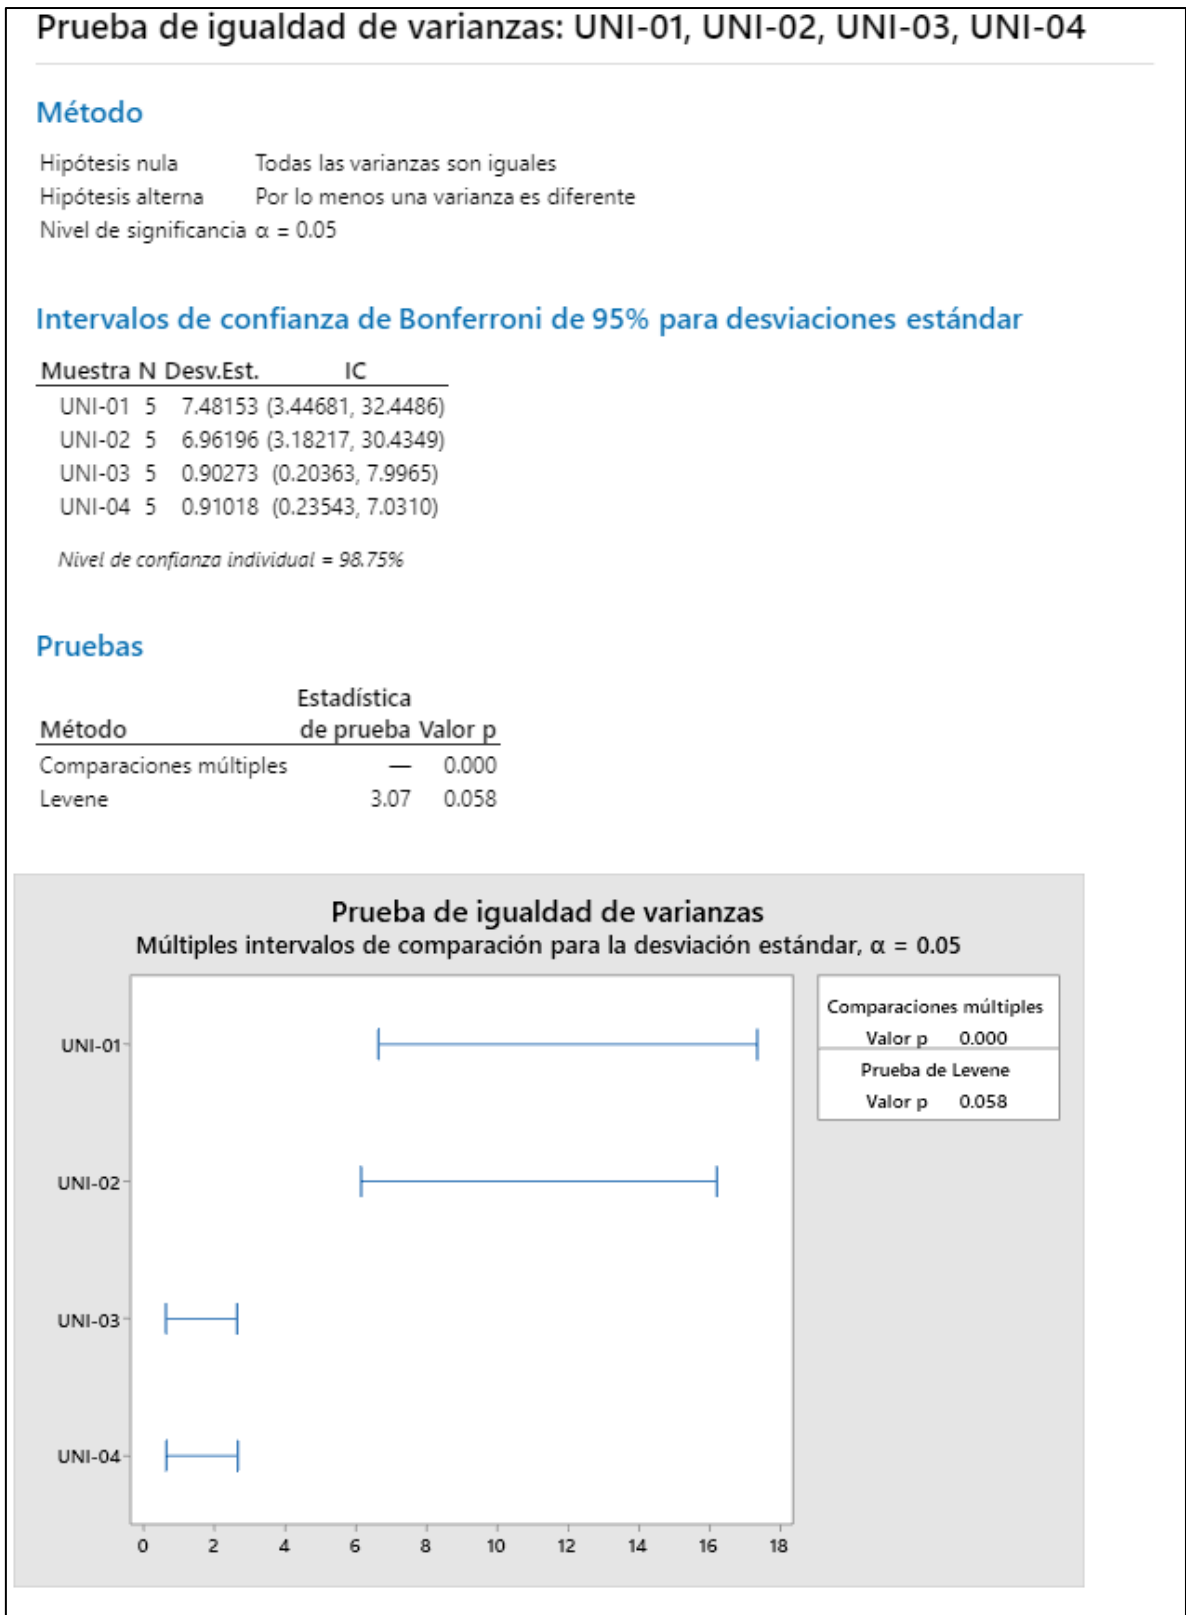 Prueba de igualdad de varianzas: UNI-01, UNI-02, UNI-03, UNI-04
Método
Hipótesis nula Todas las varianzas son iguales
Hipótesis alterna Por lo menos una varianza es diferente
Nivel de significancia α = 0.05
Intervalos de confianza de Bonferroni de 95% para desviaciones estándar
Muestra N Desv.Est. IC
UNI-01 5 7.48153 (3.44681, 32.4486)
UNI-02 5 6.96196 (3.18217, 30.4349)
UNI-03 5 0.90273 (0.20363, 7.9965)
UNI-04 5 0.91018 (0.23543, 7.0310)
Nivel de confianza individual = 98.75%
Pruebas
Estadística
Método de prueba Valor p
Comparaciones múltiples — 0.000
Levene 3.07 0.058
Prueba de igualdad de varianzas
Múltiples intervalos de comparación para la desviación estándar, α = 0.05
Comparaciones múltiples
Valor p 0.000
Prueba de Levene
Valor p 0.058
UNI-01
UNI-02
UNI-03
UNI-04
0 2 4 6 8 10 12 14 16 18